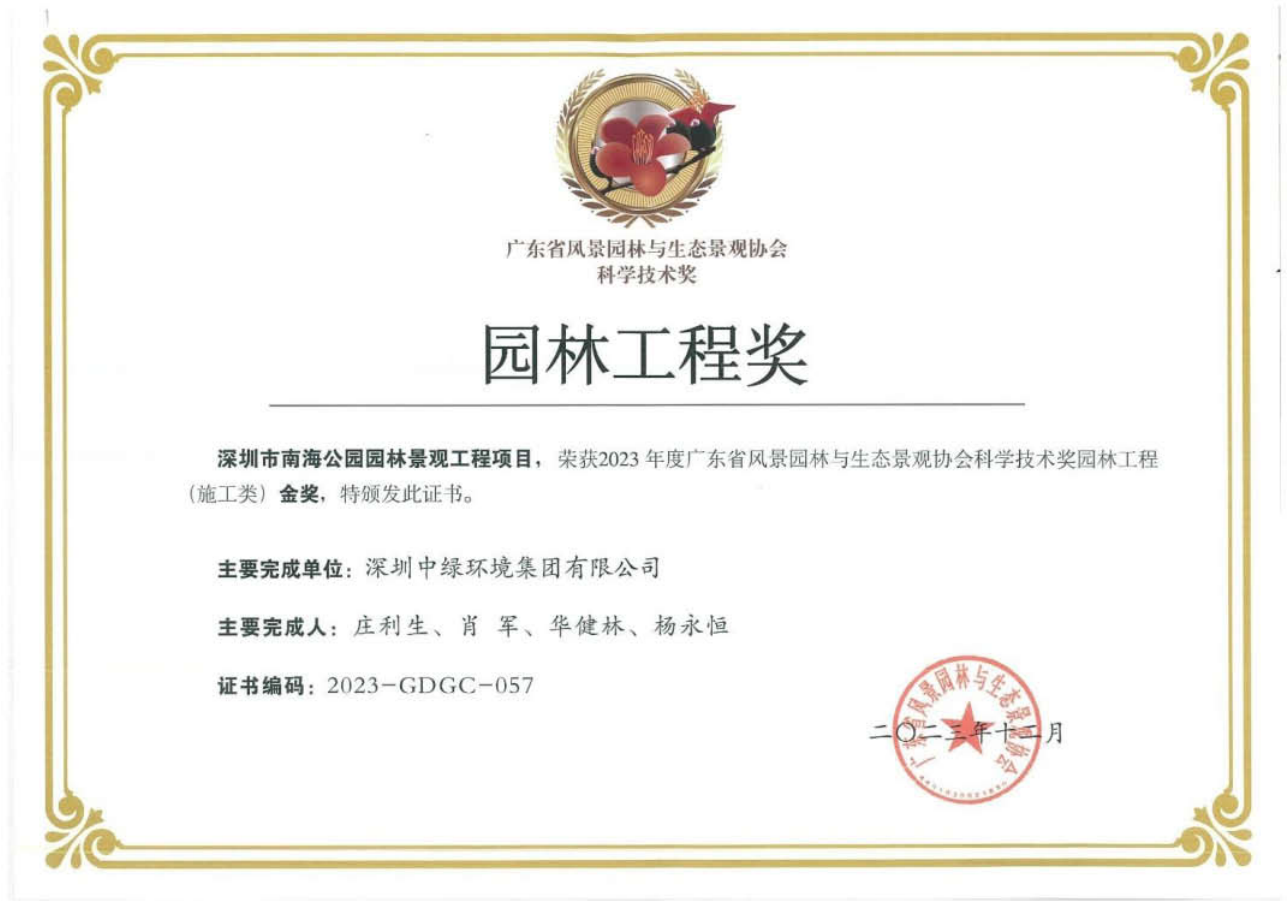 广东省风景园林与生态景观协会
科学技术奖
园林工程奖
深圳市南海公园园林景观工程项目，荣获2023 年度广东省风景园林与生态景观协会科学技术奖园林工程
（施工类）金奖，特颁发此证书。
主要完成单位：深圳中绿环境集团有限公司
主要完成人：庄利生、肖 军、华健林、杨永恒
证书编码：2023-GDGC-057
广东省风景园林与生态景观协会
二〇二三年十二月